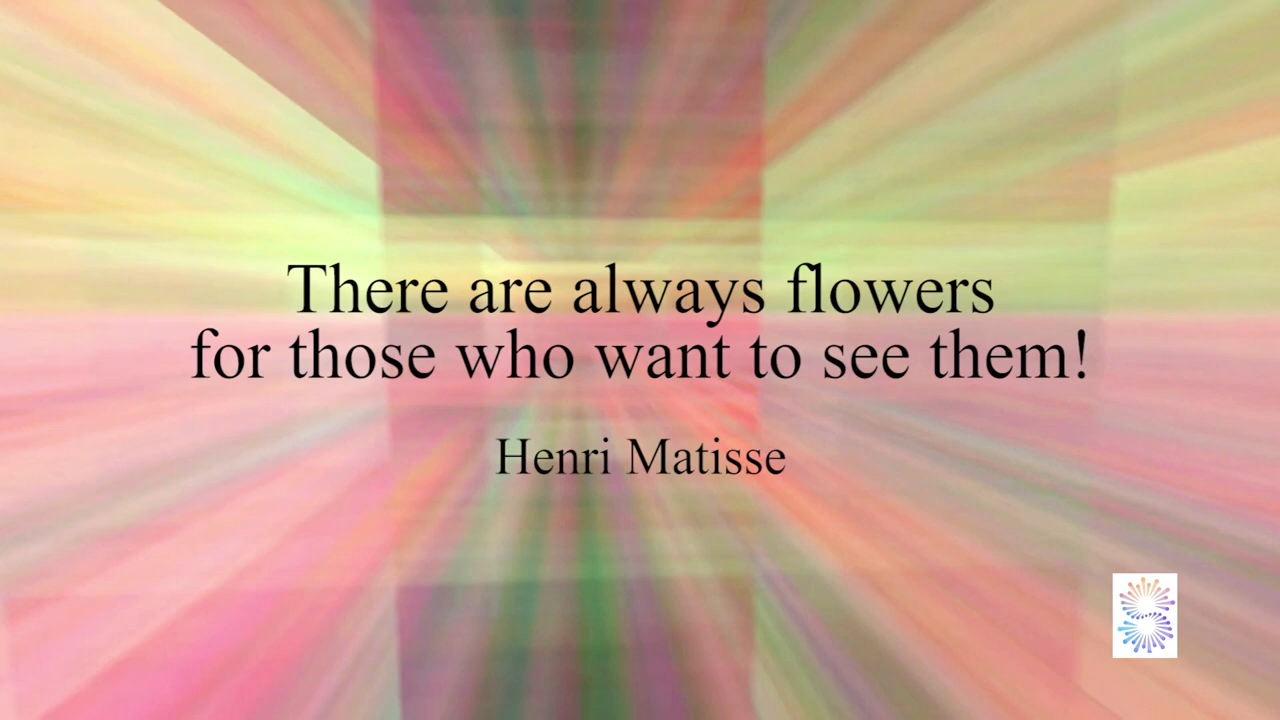 There are always flowers
for those who want to see them!
Henri Matisse